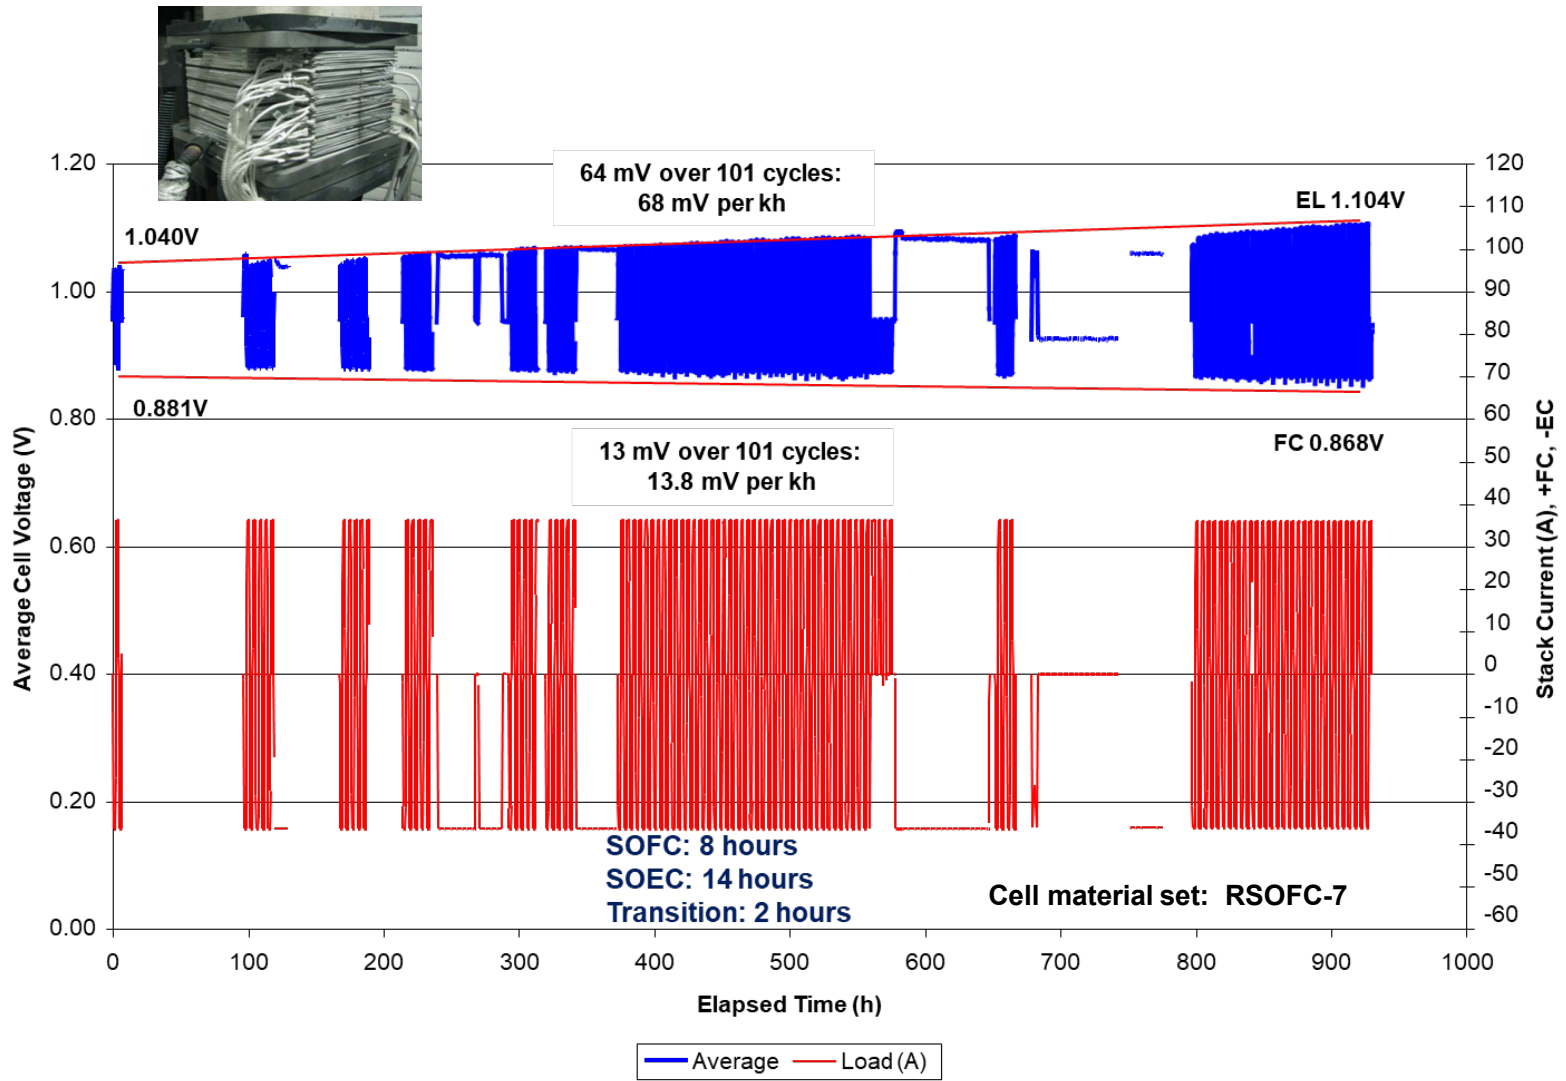 64 mV over 101 cycles:
68 mV per kh
EL 1.104V
1.040V
0.881V
FC 0.868V
13 mV over 101 cycles:
13.8 mV per kh
SOFC: 8 hours
SOEC: 14 hours
Transition: 2 hours
Cell material set: RSOFC-7
Average Cell Voltage (V)
1.20
1.00
0.80
0.60
0.40
0.20
0.00
Stack Current (A), +FC, -EC
120
110
100
90
80
70
60
50
40
30
20
10
0
-10
-20
-30
-40
-50
-60
0 100 200 300 400 500 600 700 800 900 1000
Elapsed Time (h)
Average Load (A)